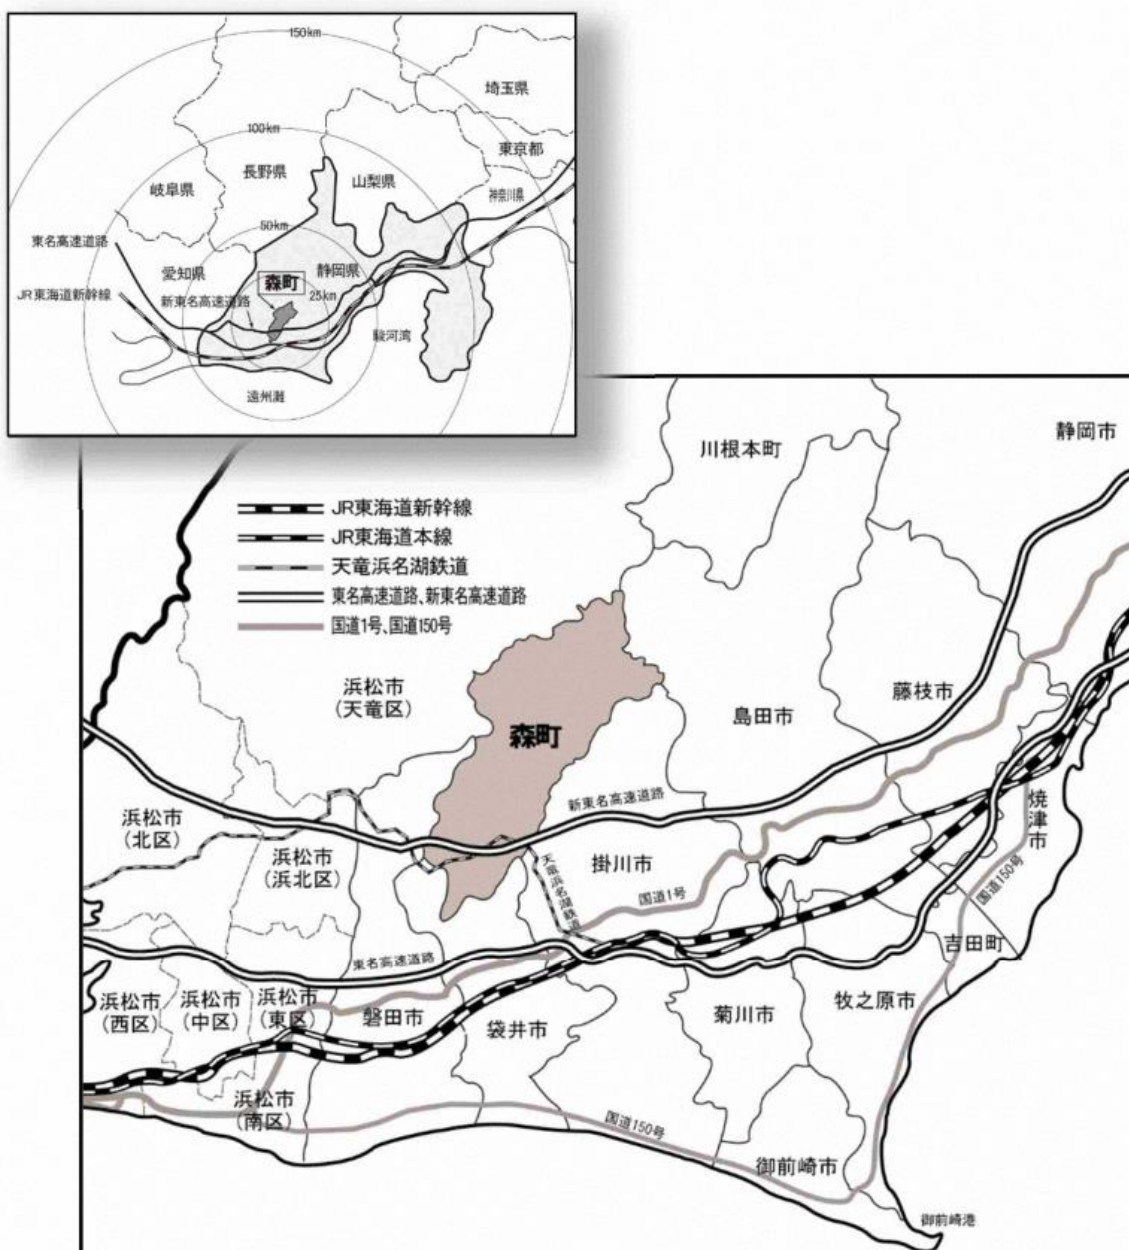 150km
埼玉県
100km
東京都
長野県
山梨県
岐阜県
神奈川県
50km
東名高速道路
愛知県
静岡県
森町
JR東海道新幹線
新東名高速道路
25km
駿河湾
遠州灘
川根本町
静岡市
JR東海道新幹線
JR東海道本線
天竜浜名湖鉄道
東名高速道路、新東名高速道路
国道1号、国道150号
浜松市
(天竜区)
藤枝市
島田市
森町
新東名高速道路
焼津市
浜松市
(北区)
浜松市
(浜北区)
掛川市
天竜浜名湖鉄道
国道1号
国道150号
吉田町
東名高速道路
浜松市
(西区)
浜松市
(中区)
浜松市
(東区)
磐田市
袋井市
菊川市
牧之原市
浜松市
(南区)
国道150号
御前崎市
御前崎港